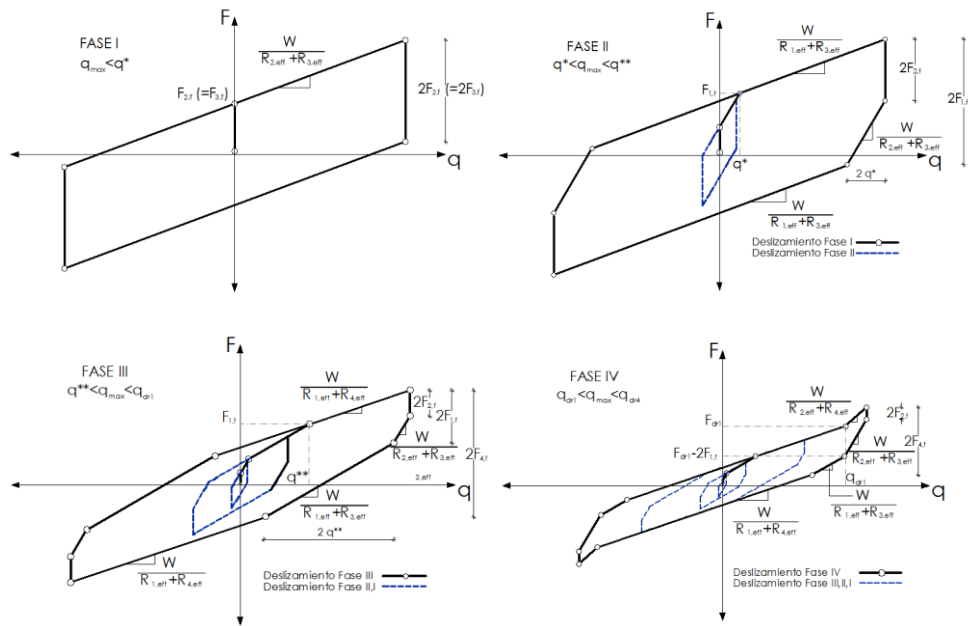 F
FASE I
q_max<q*
W
R_2,eff +R_3,eff
F_2,f (=F_3,f)
2F_2,f (=2F_3,f)
q
F
FASE II
q*<q_max<q**
W
R_1,eff +R_3,eff
F_1,f
2F_2,f
2F_1,f
W
R_2,eff +R_3,eff
q
q*
2 q*
W
R_1,eff +R_3,eff
Deslizamiento Fase I
Deslizamiento Fase II
F
FASE III
q**<q_max<q_dr1
W
R_1,eff +R_4,eff
F_1,f
2F_2,f
2F_1,f
2F_4,f
W
R_2,eff +R_3,eff
2,eff
q**
q
W
R_1,eff +R_3,eff
2 q**
W
R_1,eff +R_4,eff
Deslizamiento Fase III
Deslizamiento Fase II,I
F
FASE IV
q_dr1 <q_max<q_dr4
W
R_2,eff +R_4,eff
F_dr1
2F_2,f
2F_4,f
F_dr1-2F_1,f
W
R_2,eff +R_3,eff
q_dr1
q
W
R_1,eff +R_3,eff
W
R_1,eff +R_4,eff
Deslizamiento Fase IV
Deslizamiento Fase III,II,I